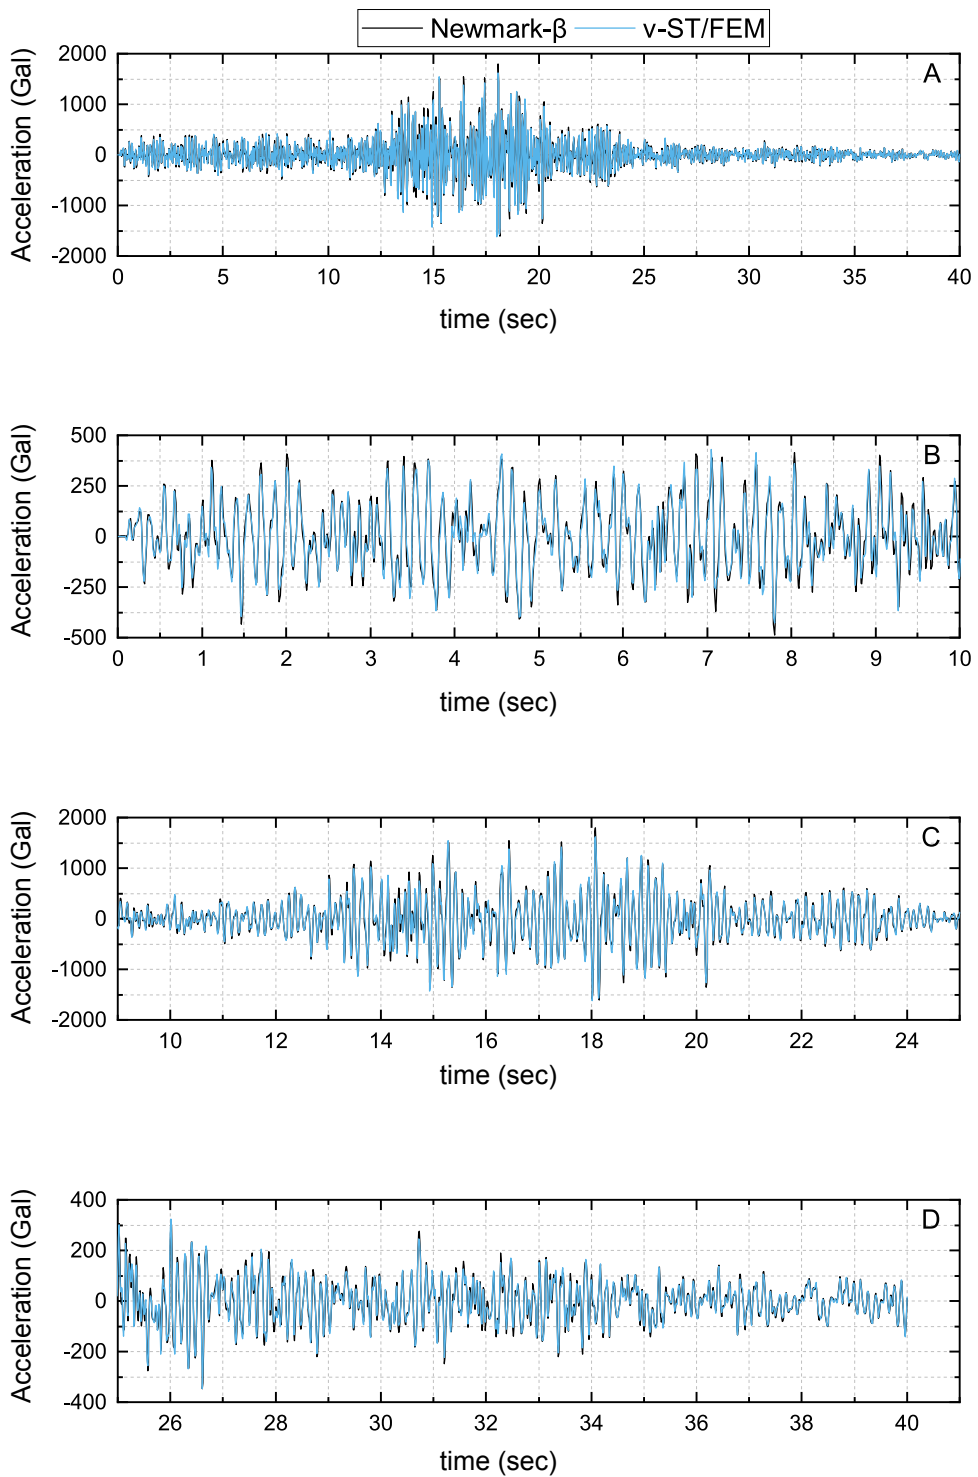 Newmark-β v-ST/FEM
A
Acceleration (Gal)
2000
1000
0
-1000
-2000
0 5 10 15 20 25 30 35 40
time (sec)
B
Acceleration (Gal)
500
250
0
-250
-500
0 1 2 3 4 5 6 7 8 9 10
time (sec)
C
Acceleration (Gal)
2000
1000
0
-1000
-2000
10 12 14 16 18 20 22 24
time (sec)
D
Acceleration (Gal)
400
200
0
-200
-400
26 28 30 32 34 36 38 40
time (sec)